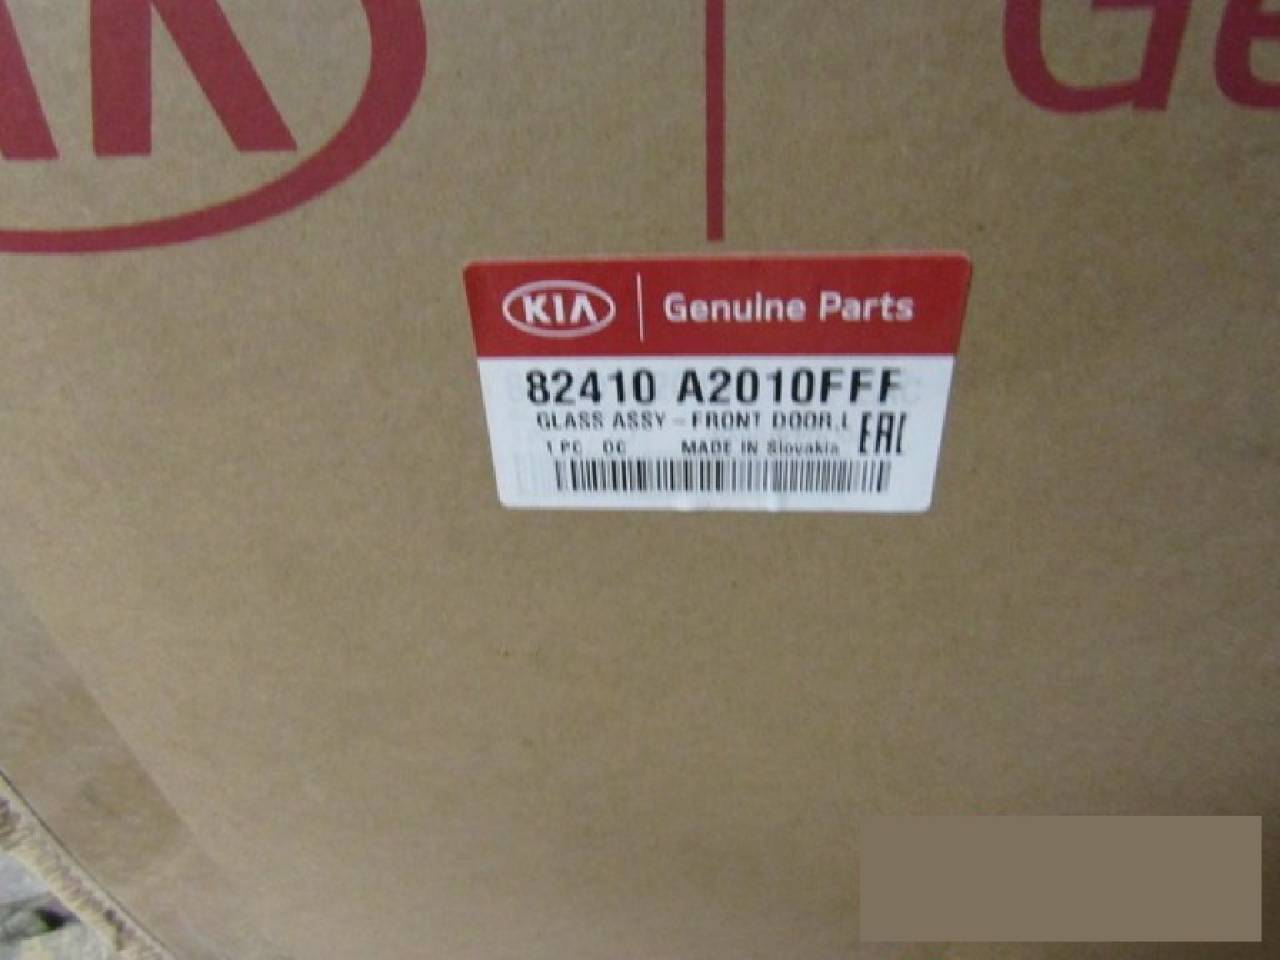 KIA Genuine Parts
82410 A2010FFF
GLASS ASSY - FRONT DOOR,L
1 PC MADE IN Slovakia EAC